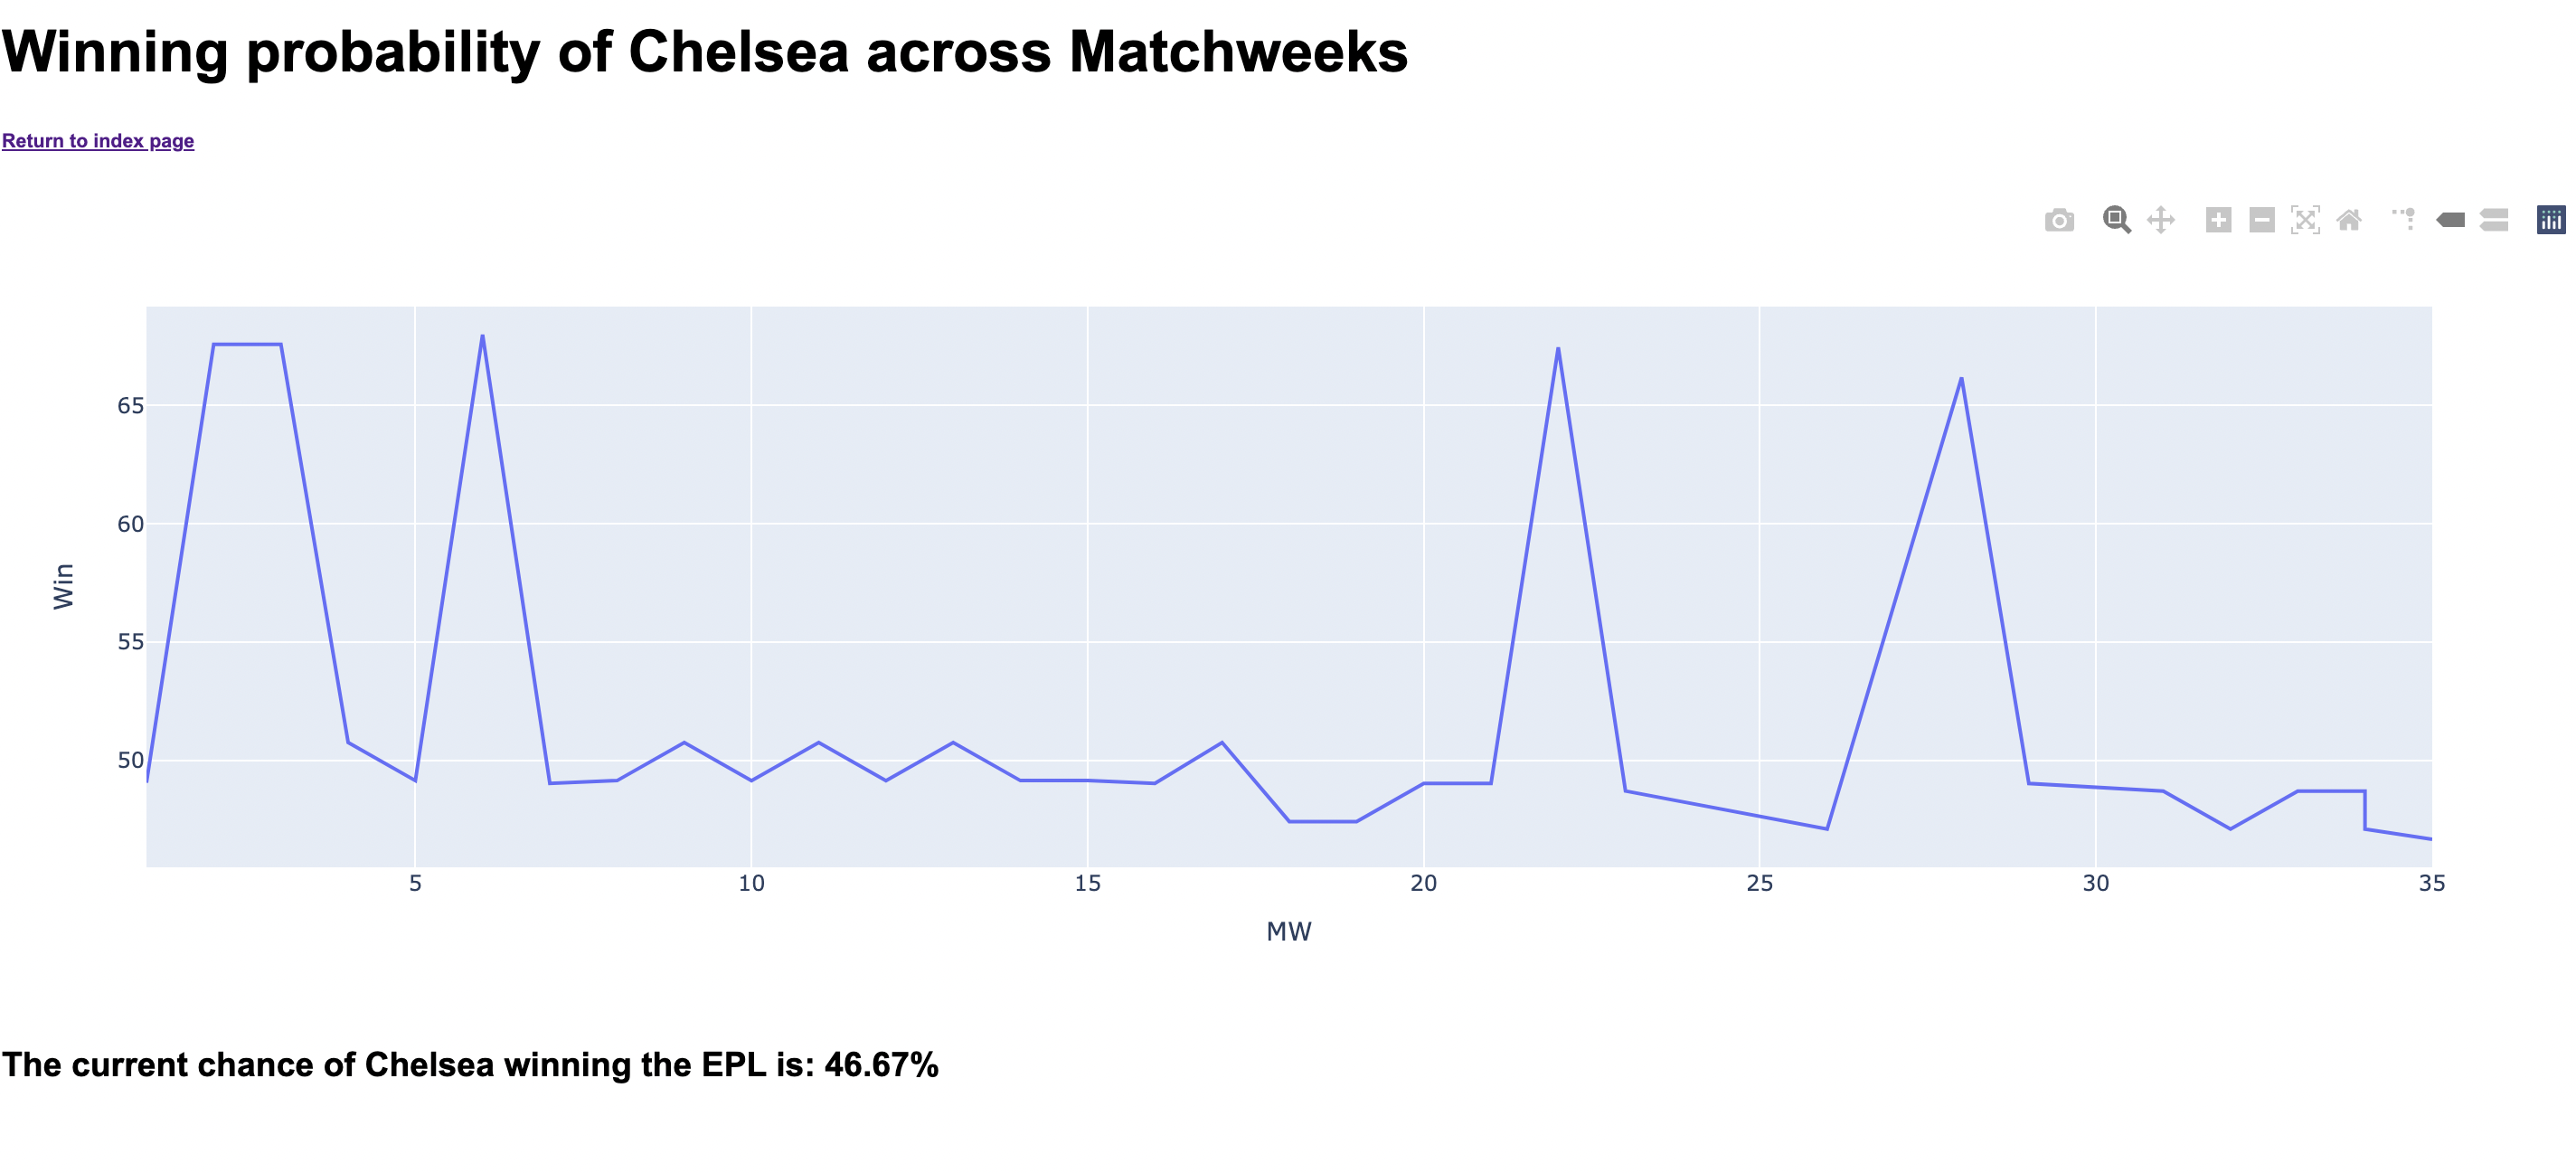 Winning probability of Chelsea across Matchweeks
Return to index page
65
60
55
50
Win
5
10
15
20
25
30
35
MW
The current chance of Chelsea winning the EPL is: 46.67%